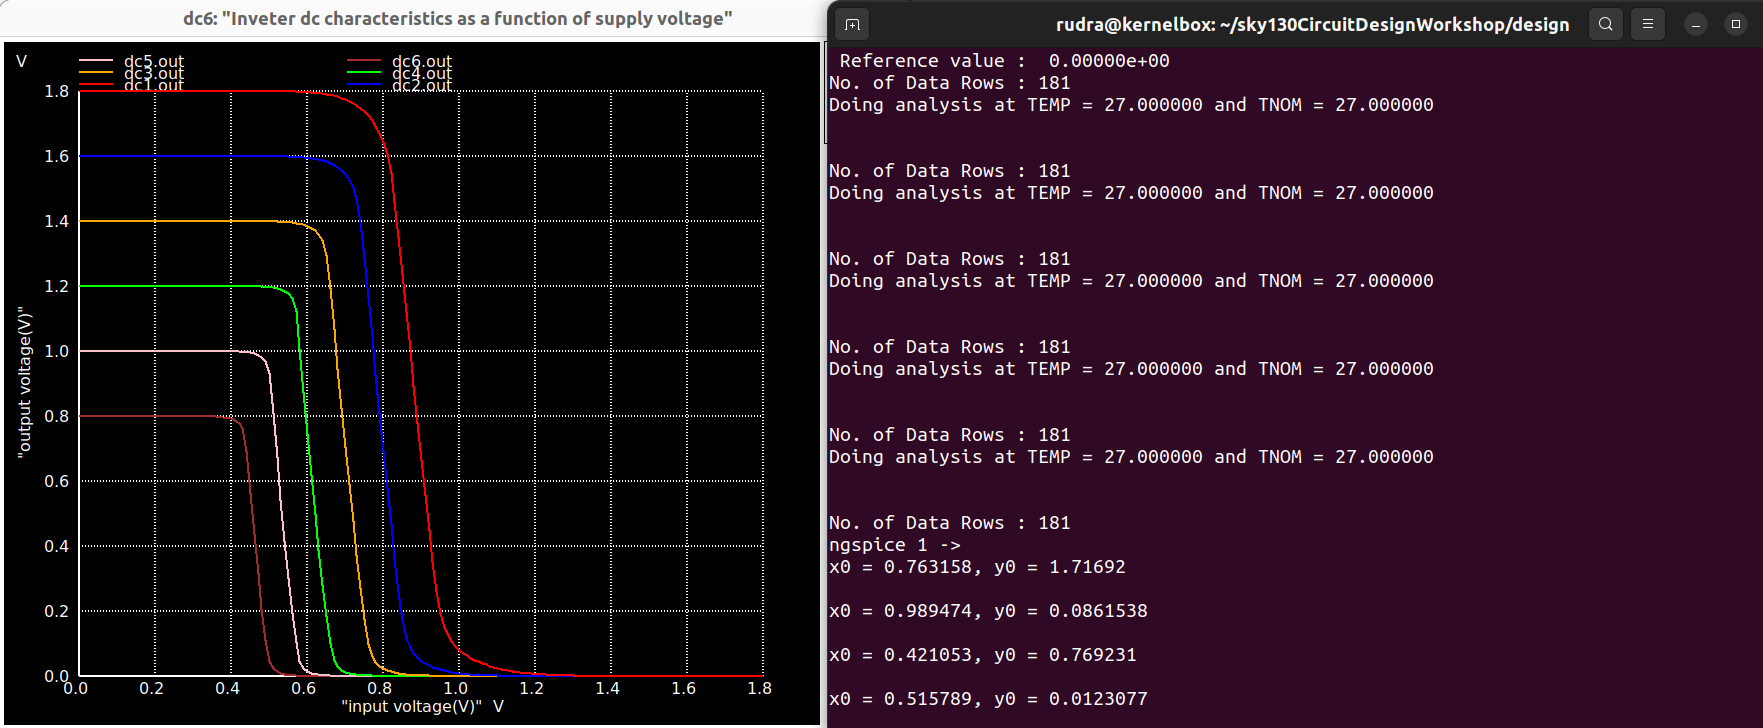 dc6: "Inveter dc characteristics as a function of supply voltage"
V
dc5.out dc6.out
dc3.out dc4.out
dc1.out dc2.out
1.8
1.6
1.4
1.2
1.0
0.8
0.6
0.4
0.2
0.0
"output voltage(V)"
0.0 0.2 0.4 0.6 0.8 1.0 1.2 1.4 1.6 1.8
"input voltage(V)" V
rudra@kernelbox: ~/sky130CircuitDesignWorkshop/design
Reference value : 0.00000e+00
No. of Data Rows : 181
Doing analysis at TEMP = 27.000000 and TNOM = 27.000000
No. of Data Rows : 181
Doing analysis at TEMP = 27.000000 and TNOM = 27.000000
No. of Data Rows : 181
Doing analysis at TEMP = 27.000000 and TNOM = 27.000000
No. of Data Rows : 181
Doing analysis at TEMP = 27.000000 and TNOM = 27.000000
No. of Data Rows : 181
Doing analysis at TEMP = 27.000000 and TNOM = 27.000000
No. of Data Rows : 181
ngspice 1 ->
x0 = 0.763158, y0 = 1.71692
x0 = 0.989474, y0 = 0.0861538
x0 = 0.421053, y0 = 0.769231
x0 = 0.515789, y0 = 0.0123077